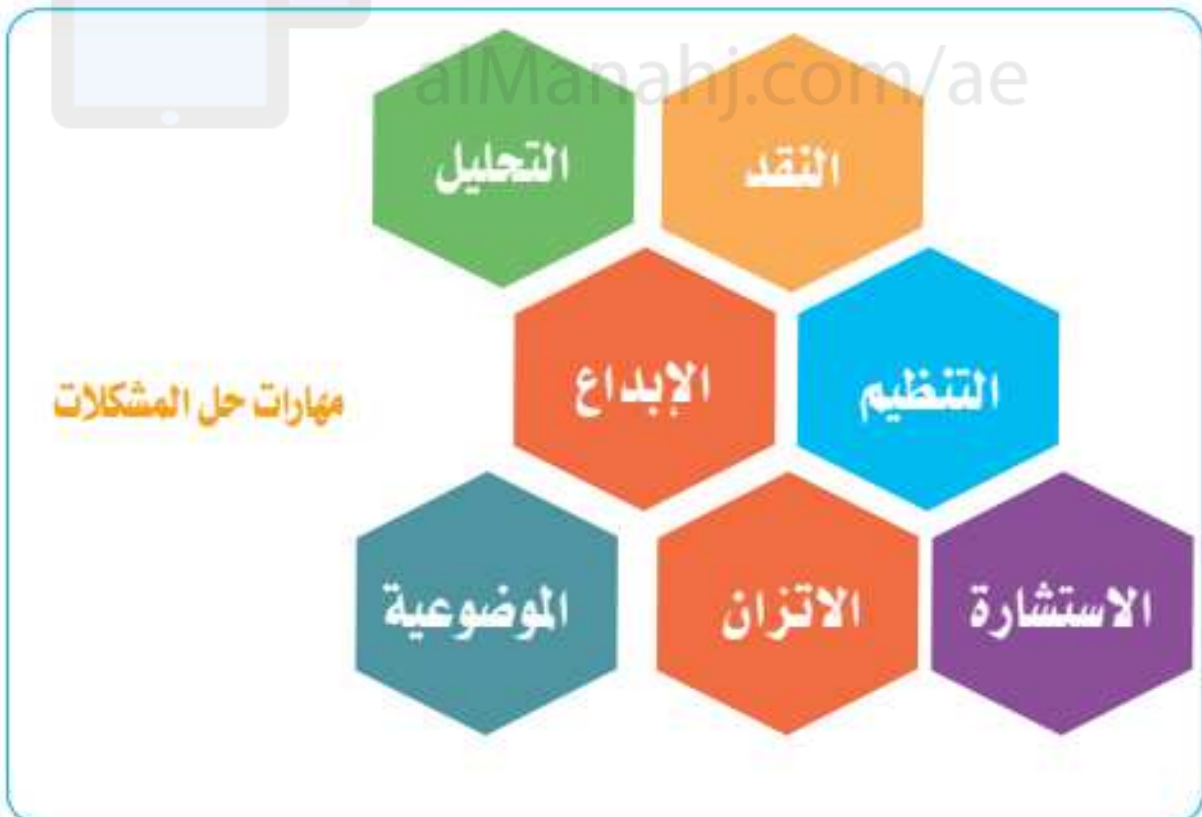 alManahj.com/ae
النقد
التحليل
التنظيم
الإبداع
مهارات حل المشكلات
الاستشارة
الاتزان
الموضوعية